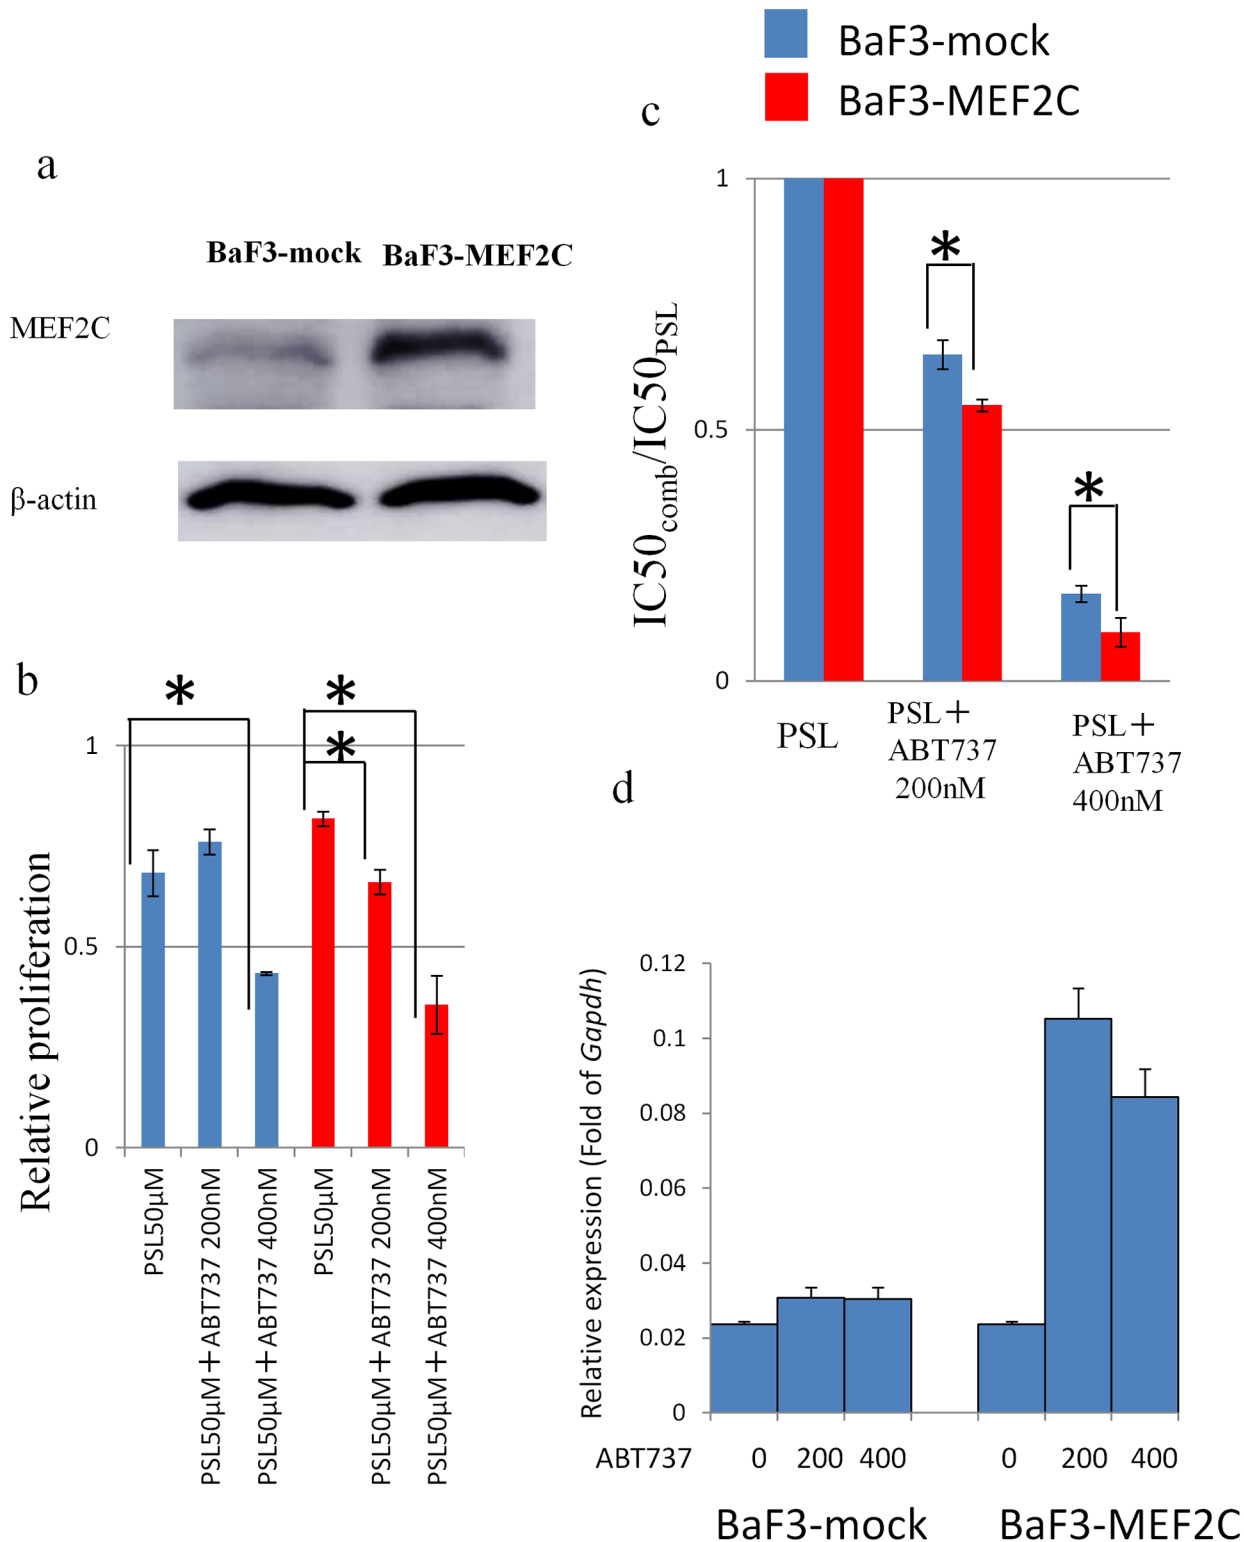 a
BaF3-mock BaF3-MEF2C
MEF2C
β-actin
BaF3-mock
BaF3-MEF2C
c
IC50comb/IC50PSL
1
0.5
0
*
*
PSL
PSL+
ABT737
200nM
PSL+
ABT737
400nM
b
Relative proliferation
1
0.5
0
*
*
*
PSL50μM
PSL50μM+ABT737 200nM
PSL50μM+ABT737 400nM
PSL50μM
PSL50μM+ABT737 200nM
PSL50μM+ABT737 400nM
d
Relative expression (Fold of Gapdh)
0.12
0.1
0.08
0.06
0.04
0.02
0
ABT737 0 200 400 0 200 400
BaF3-mock BaF3-MEF2C